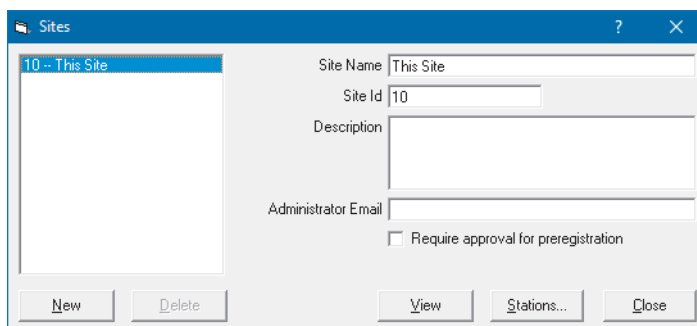 Sites ? ×
10 -- This Site
Site Name This Site
Site Id 10
Description
Administrator Email
Require approval for preregistration
New Delete View Stations... Close